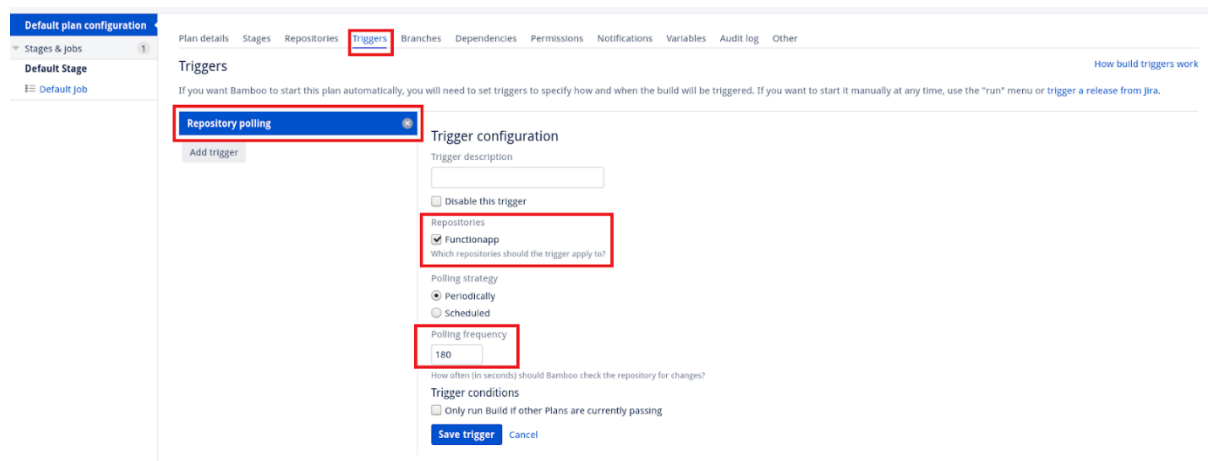 Default plan configuration
Stages & jobs 1
Default Stage
Default Job
Plan details Stages Repositories Triggers Branches Dependencies Permissions Notifications Variables Audit log Other
Triggers
How build triggers work
If you want Bamboo to start this plan automatically, you will need to set triggers to specify how and when the build will be triggered. If you want to start it manually at any time, use the "run" menu or trigger a release from Jira.
Repository polling
Add trigger
Trigger configuration
Trigger description
Disable this trigger
Repositories
Functionapp
Which repositories should the trigger apply to?
Polling strategy
Periodically
Scheduled
Polling frequency
180
How often (in seconds) should Bamboo check the repository for changes?
Trigger conditions
Only run Build if other Plans are currently passing
Save trigger Cancel